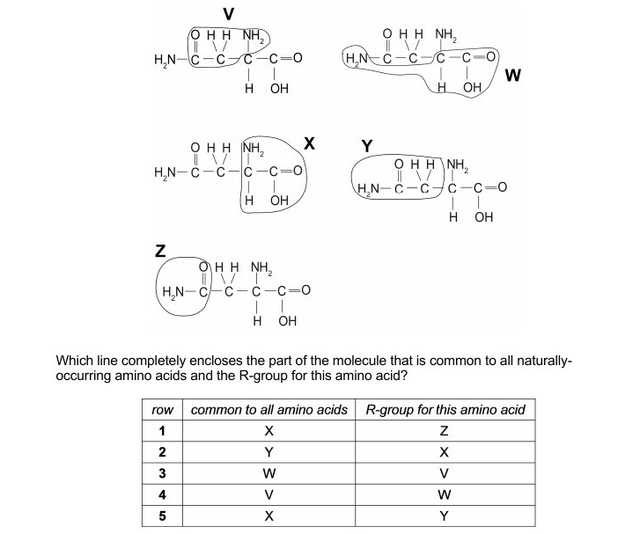 V
O H H NH₂
H₂N–C–C–C–C=O
H OH
O H H NH₂
H₂N–C–C–C–C=O
H OH
W
X
O H H NH₂
H₂N–C–C–C–C=O
H OH
Y
O H H NH₂
H₂N–C–C–C–C=O
H OH
Z
O H H NH₂
H₂N–C–C–C–C=O
H OH
Which line completely encloses the part of the molecule that is common to all naturally-
occurring amino acids and the R-group for this amino acid?
row common to all amino acids R-group for this amino acid
1 X Z
2 Y X
3 W V
4 V W
5 X Y